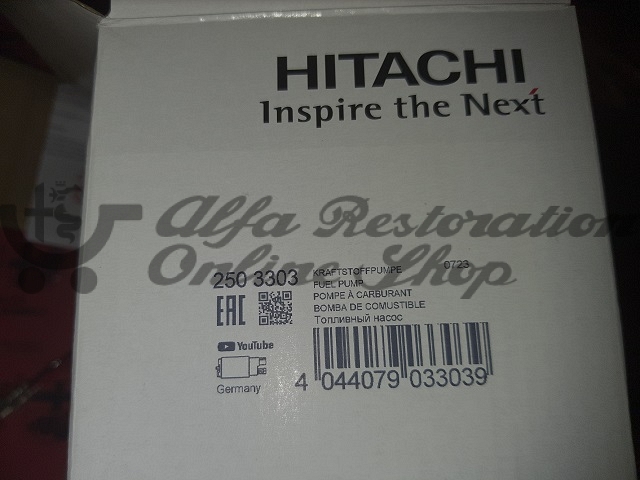 HITACHI
Inspire the Next
Alfa Restoration
Online Shop
250 3303
KRAFTSTOFFPUMPE 0723
FUEL PUMP
POMPE À CARBURANT
BOMBA DE COMUSTIBLE
Топливный насос
EAC
YouTube
Germany
4 044079 033039